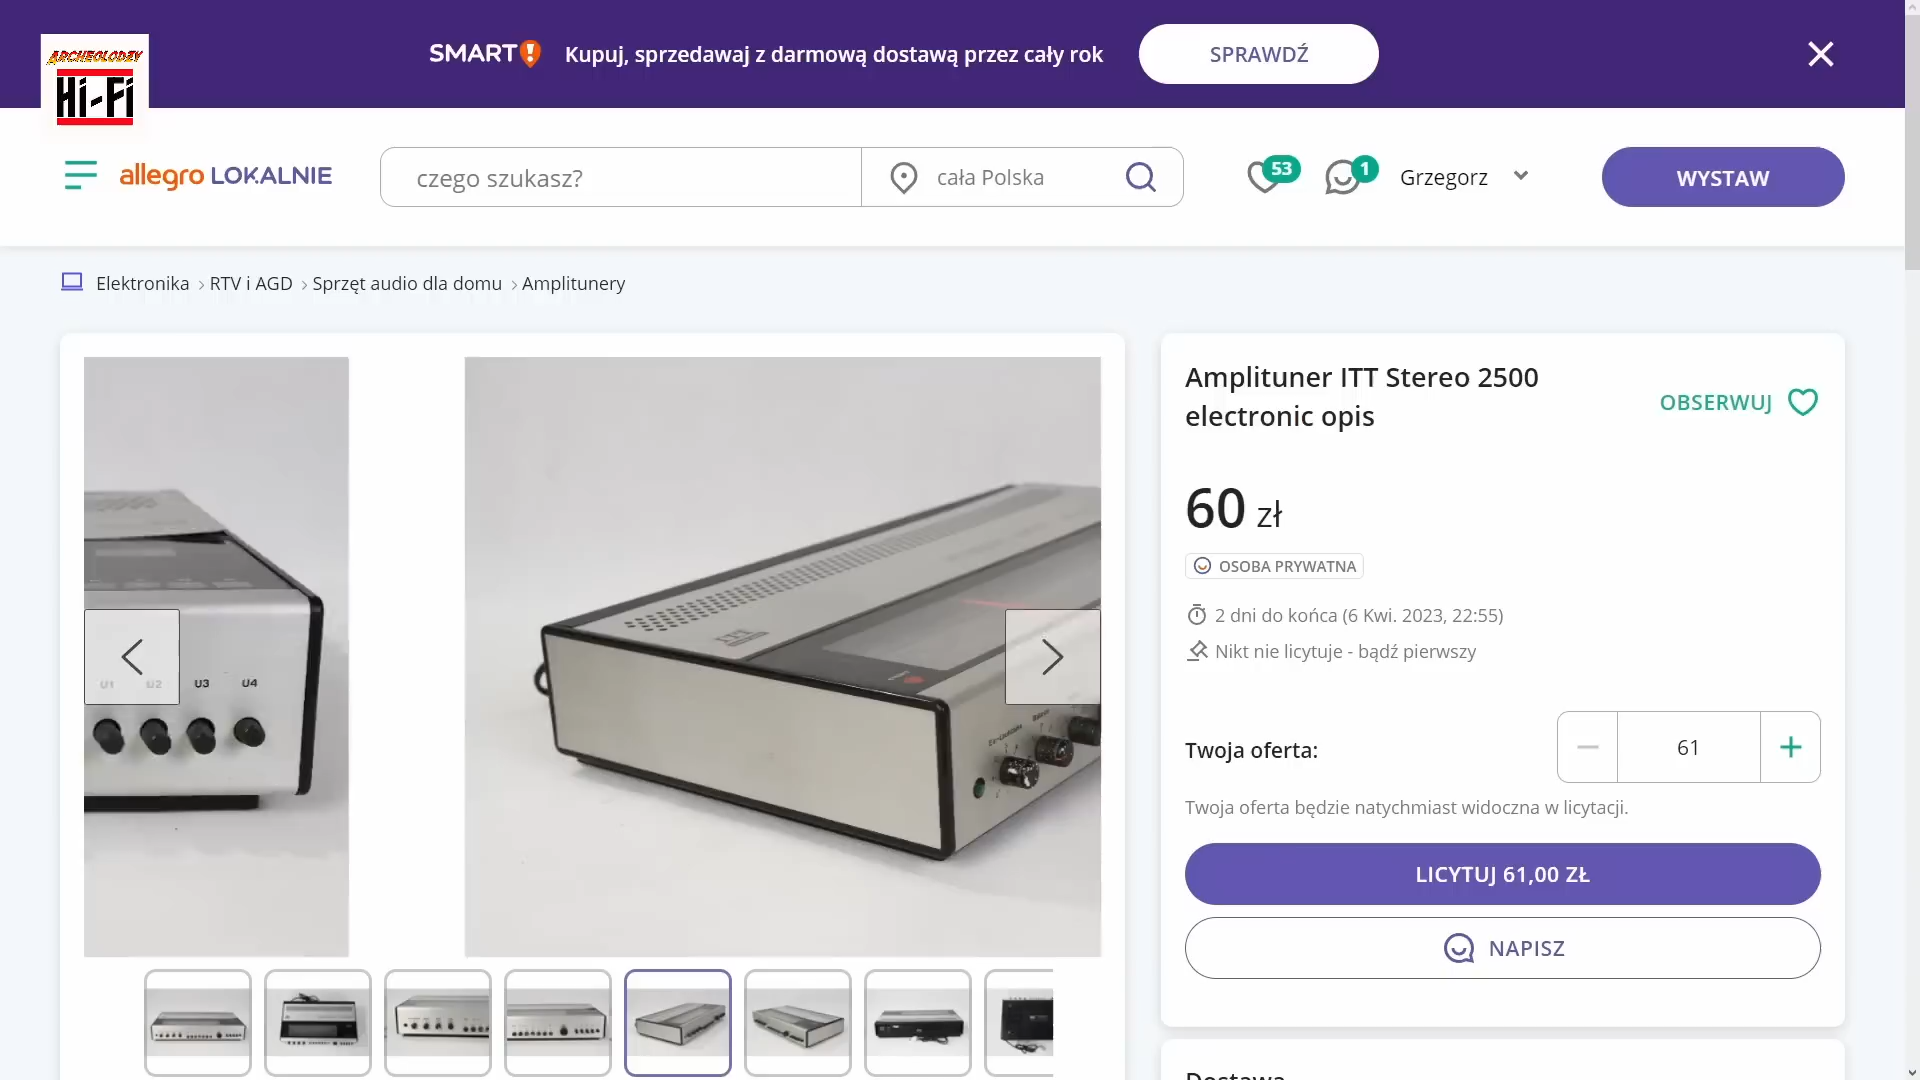 ARCHEOLODZY
Hi-Fi
SMART!
Kupuj, sprzedawaj z darmową dostawą przez cały rok
SPRAWDŹ
allegro LOKALNIE
czego szukasz?
cała Polska
53
1
Grzegorz
WYSTAW
Elektronika › RTV i AGD › Sprzęt audio dla domu › Amplitunery
Amplituner ITT Stereo 2500
electronic opis
OBSERWUJ
60 zł
OSOBA PRYWATNA
2 dni do końca (6 Kwi. 2023, 22:55)
Nikt nie licytuje - bądź pierwszy
Twoja oferta:
61
Twoja oferta będzie natychmiast widoczna w licytacji.
LICYTUJ 61,00 ZŁ
NAPISZ
Dostawa
U1 U2 U3 U4
ITT